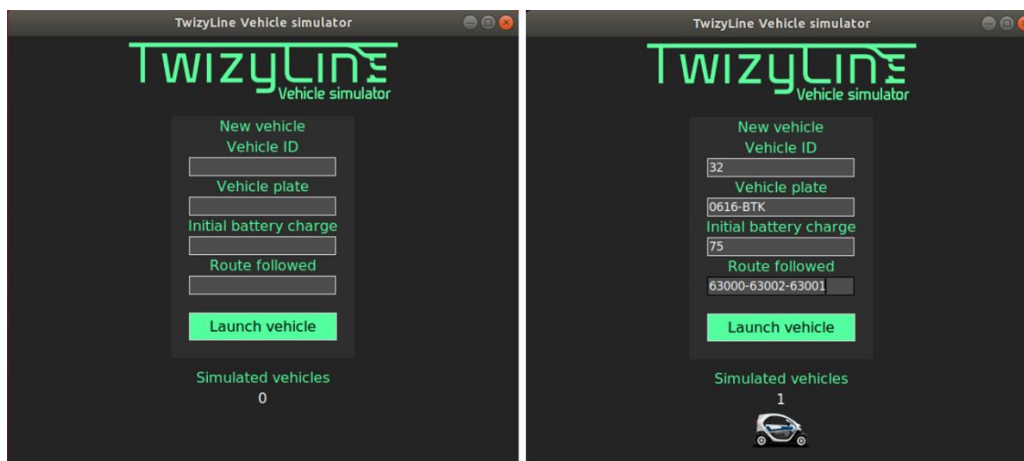 TwizyLine Vehicle simulator
TwizyLine
Vehicle simulator
New vehicle
Vehicle ID
Vehicle plate
Initial battery charge
Route followed
Launch vehicle
Simulated vehicles
0
TwizyLine Vehicle simulator
TwizyLine
Vehicle simulator
New vehicle
Vehicle ID
32
Vehicle plate
0616-BTK
Initial battery charge
75
Route followed
63000-63002-63001
Launch vehicle
Simulated vehicles
1